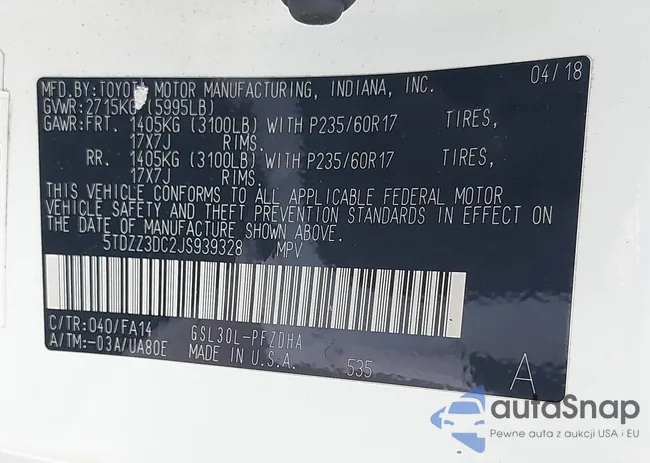 MFD.BY:TOYOTA MOTOR MANUFACTURING, INDIANA, INC. 04/18
GVWR:2715KG (5995LB)
GAWR:FRT. 1405KG (3100LB) WITH P235/60R17 TIRES,
17X7J RIMS.
RR. 1405KG (3100LB) WITH P235/60R17 TIRES,
17X7J RIMS.
THIS VEHICLE CONFORMS TO ALL APPLICABLE FEDERAL MOTOR
VEHICLE SAFETY AND THEFT PREVENTION STANDARDS IN EFFECT ON
THE DATE OF MANUFACTURE SHOWN ABOVE.
5TDZZ3DC2JS939328 MPV
C/TR:040/FA14 GSL30L-PFZDHA
A/TM:-03A/UA80E MADE IN U.S.A. 535
A
autoSnap
Pewne auta z aukcji USA i EU